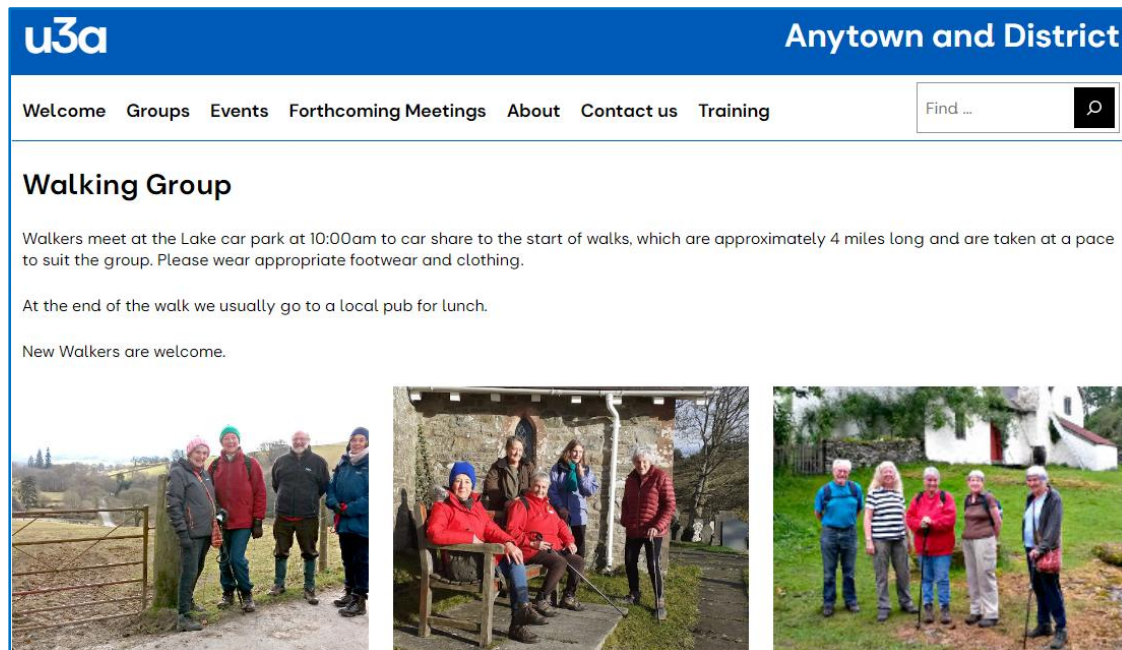 u3a
Anytown and District
Welcome Groups Events Forthcoming Meetings About Contact us Training
Find ...
Walking Group
Walkers meet at the Lake car park at 10:00am to car share to the start of walks, which are approximately 4 miles long and are taken at a pace
to suit the group. Please wear appropriate footwear and clothing.
At the end of the walk we usually go to a local pub for lunch.
New Walkers are welcome.